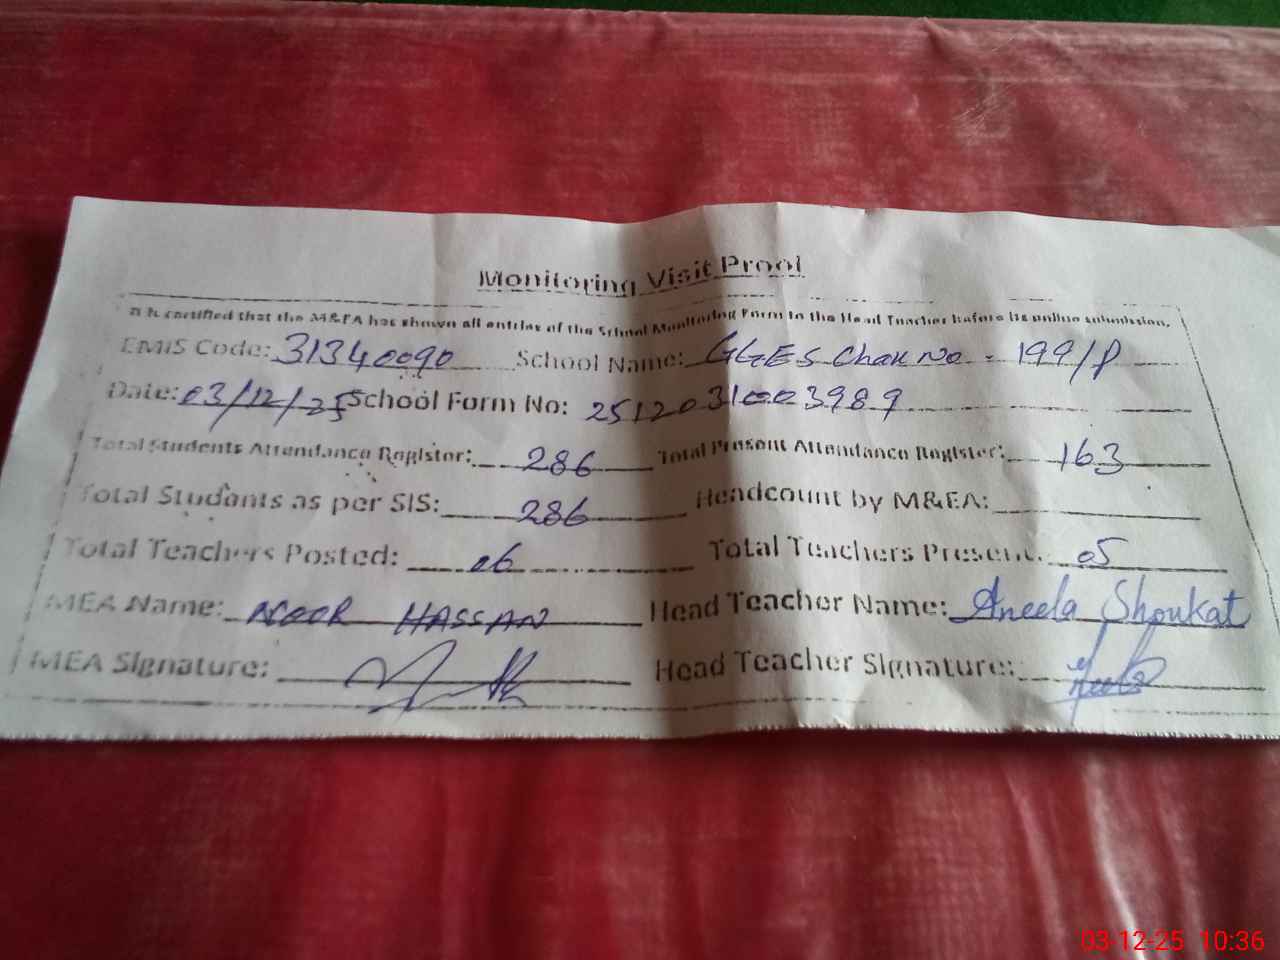 Monitoring Visit Proof
It is certified that the M&EA has shown all entries of the School Monitoring Form to the Head Teacher before its online submission.
EMIS Code: 31340090 School Name: GGES Chak No. 199/P
Date: 03/12/25 School Form No: 2512031003989
Total Students Attendance Register: 286 Total Present Attendance Register: 163
Total Students as per SIS: 286 Headcount by M&EA:
Total Teachers Posted: 06 Total Teachers Present: 05
MEA Name: NOOR HASSAN Head Teacher Name: Aneela Shoukat
MEA Signature: Head Teacher Signature:
03-12-25 10:36